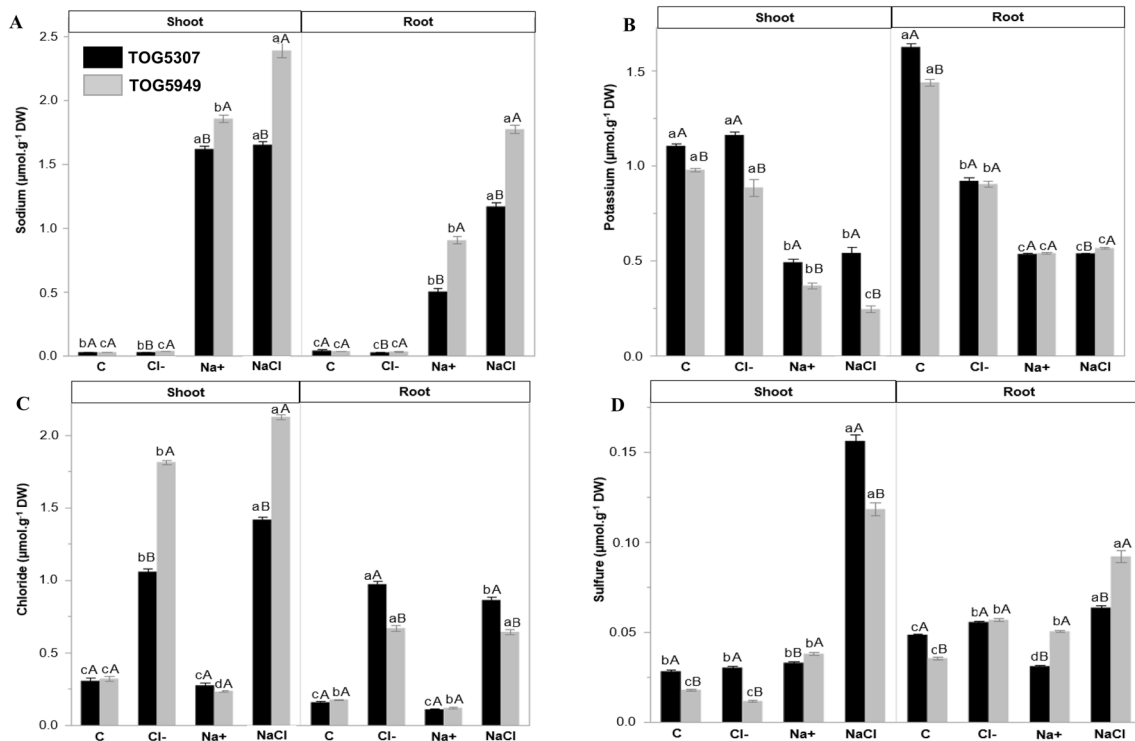 A
Shoot
Root
Sodium (µmol.g⁻¹ DW)
2.5
2.0
1.5
1.0
0.5
0.0
TOG5307
TOG5949
bA cA
bB cA
aB bA
aB aA
cA cA
cB cA
bB bA
aB aA
C Cl- Na+ NaCl
C Cl- Na+ NaCl
B
Shoot
Root
Potassium (µmol.g⁻¹ DW)
1.5
1.0
0.5
0.0
aA aB
aA aB
bA bB
bA cB
aA aB
bA bA
cA cA
cB cA
C Cl- Na+ NaCl
C Cl- Na+ NaCl
C
Shoot
Root
Chloride (µmol.g⁻¹ DW)
2.0
1.5
1.0
0.5
0.0
cA cA
bB bA
cA dA
aB aA
cA bA
aA aB
cA bA
bA aB
C Cl- Na+ NaCl
C Cl- Na+ NaCl
D
Shoot
Root
Sulfure (µmol.g⁻¹ DW)
0.15
0.10
0.05
0.0
bA cB
bA cB
bB bA
aA aB
cA cB
bA bA
dB bA
aB aA
C Cl- Na+ NaCl
C Cl- Na+ NaCl